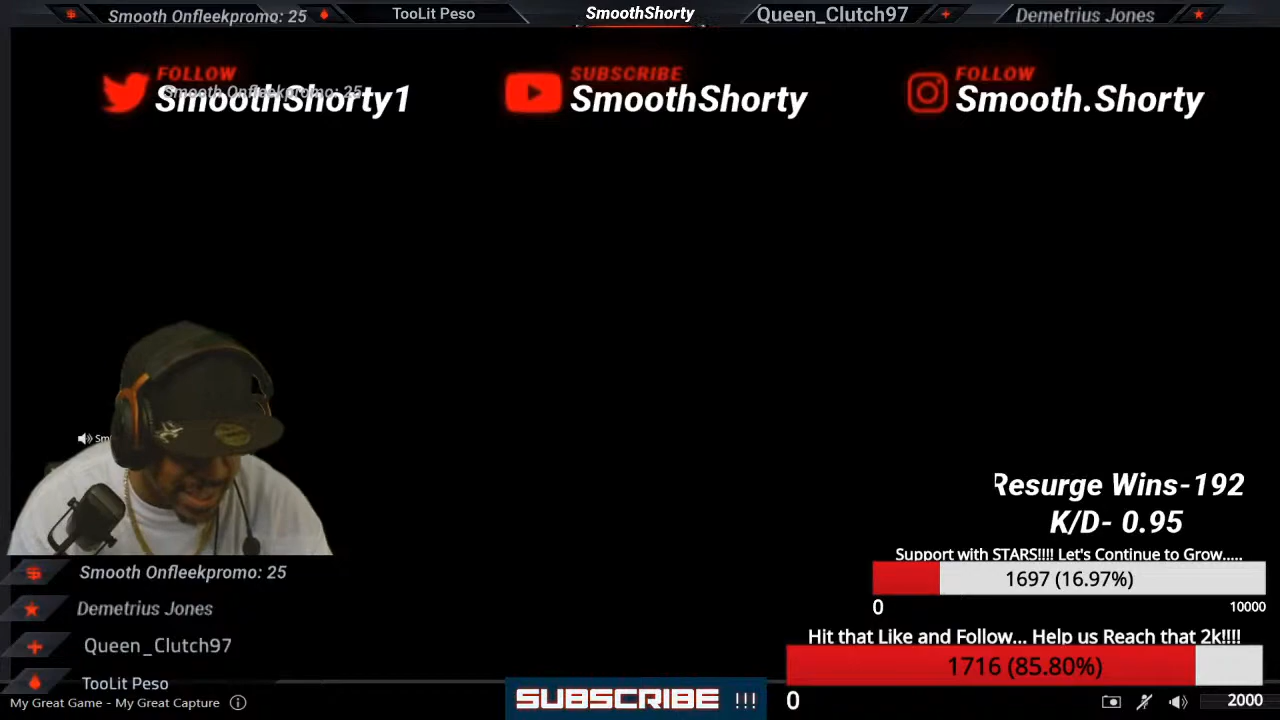 Smooth Onfleekpromo: 25
TooLit Peso
SmoothShorty
Queen_Clutch97
Demetrius Jones
FOLLOW
SmoothShorty1
Smooth Onfleekpromo: 25
SUBSCRIBE
SmoothShorty
FOLLOW
Smooth.Shorty
Resurge Wins-192
K/D- 0.95
Support with STARS!!!! Let's Continue to Grow.....
1697 (16.97%)
0
10000
Smooth Onfleekpromo: 25
Demetrius Jones
Queen_Clutch97
TooLit Peso
Hit that Like and Follow... Help us Reach that 2k!!!!
1716 (85.80%)
0
2000
My Great Game - My Great Capture
SUBSCRIBE !!!